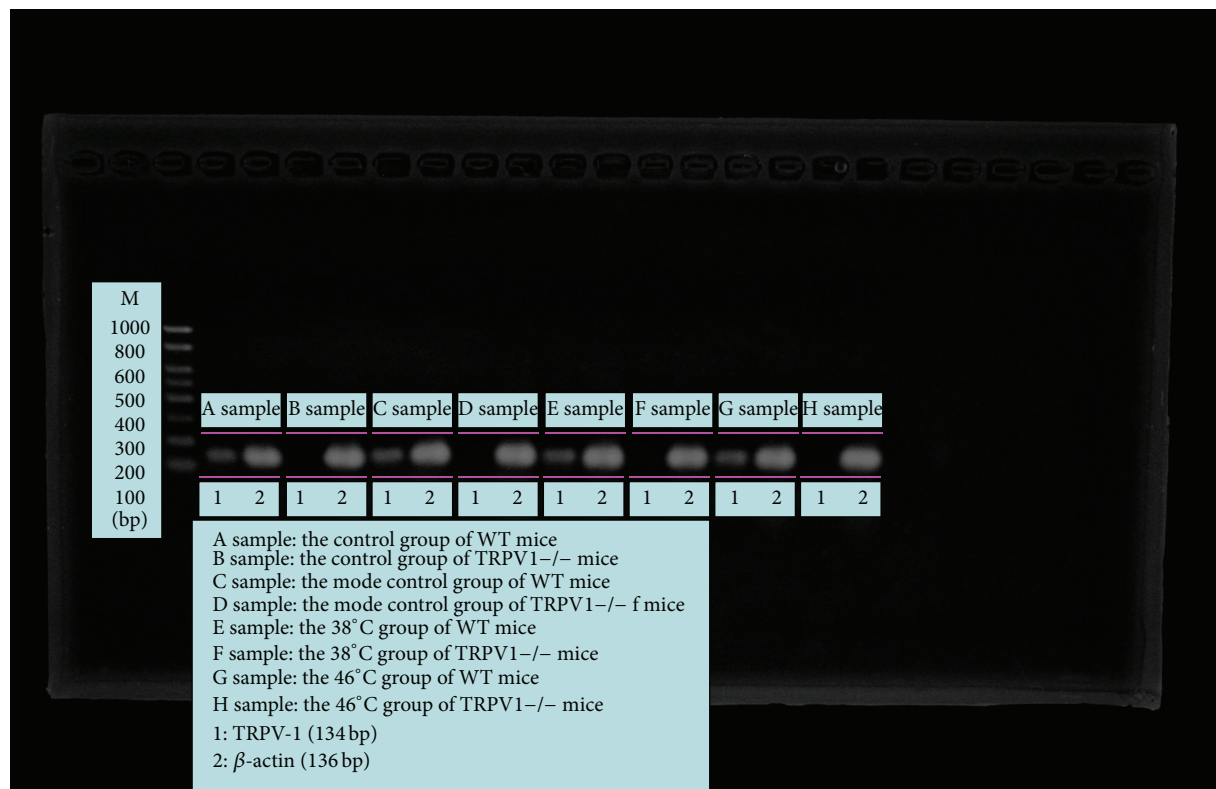 M
1000
800
600
500
400
300
200
100
(bp)
A sample B sample C sample D sample E sample F sample G sample H sample
1 2 1 2 1 2 1 2 1 2 1 2 1 2 1 2
A sample: the control group of WT mice
B sample: the control group of TRPV1−/− mice
C sample: the mode control group of WT mice
D sample: the mode control group of TRPV1−/− f mice
E sample: the 38°C group of WT mice
F sample: the 38°C group of TRPV1−/− mice
G sample: the 46°C group of WT mice
H sample: the 46°C group of TRPV1−/− mice
1: TRPV-1 (134 bp)
2: β-actin (136 bp)